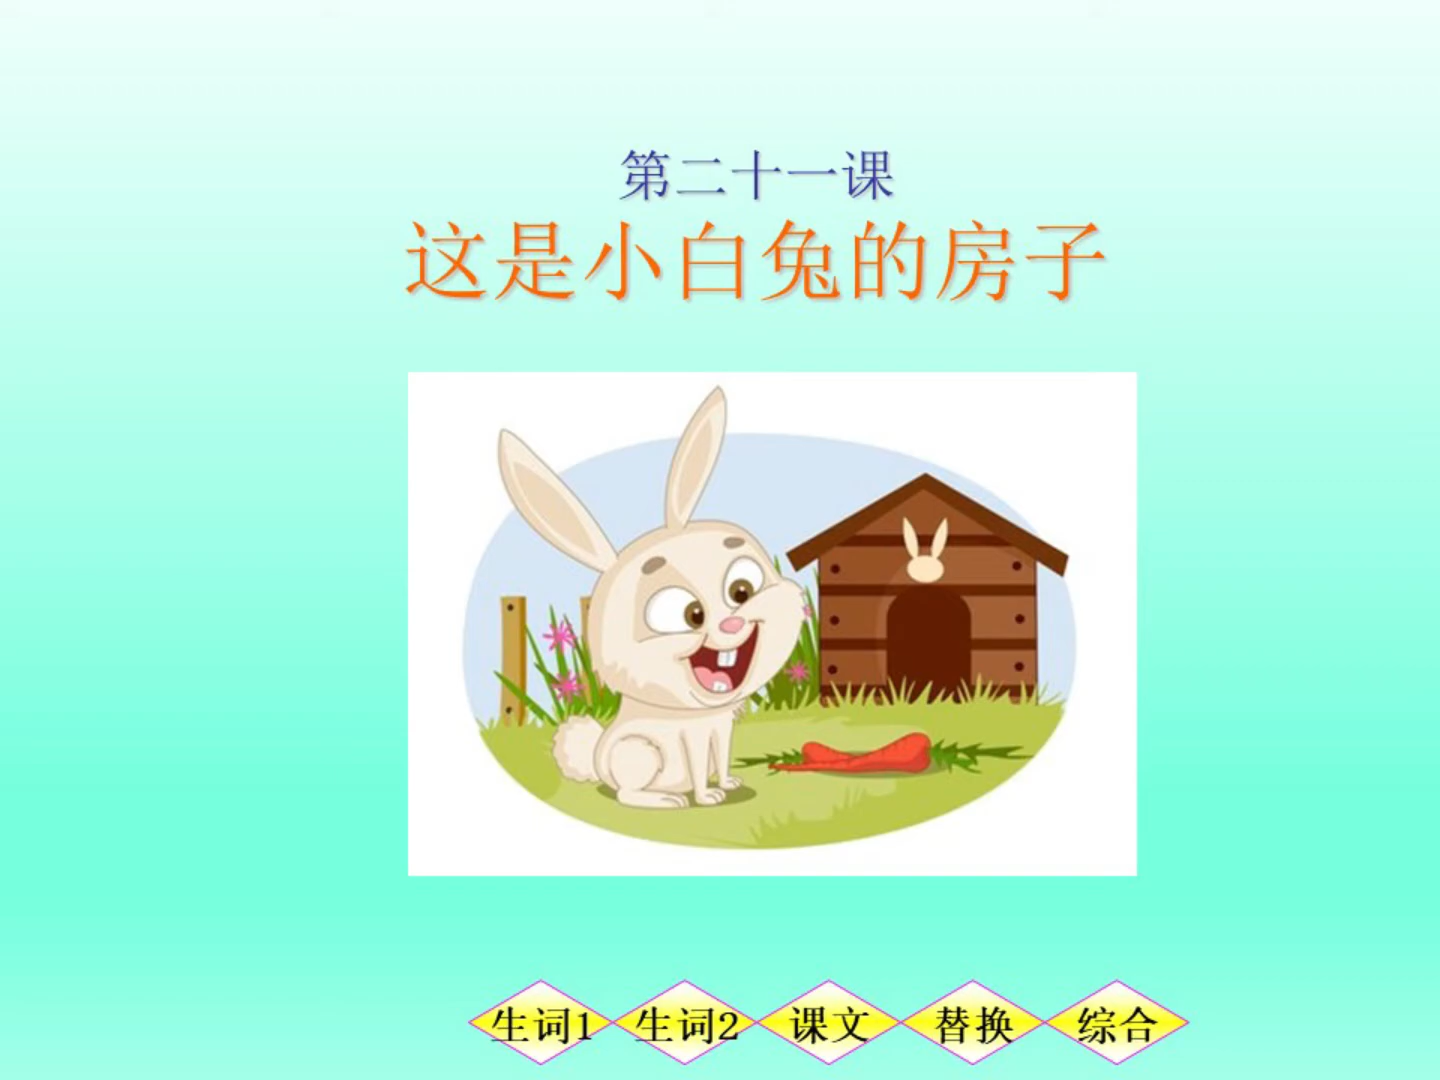 第二十一课
这是小白兔的房子
生词1 生词2 课文 替换 综合